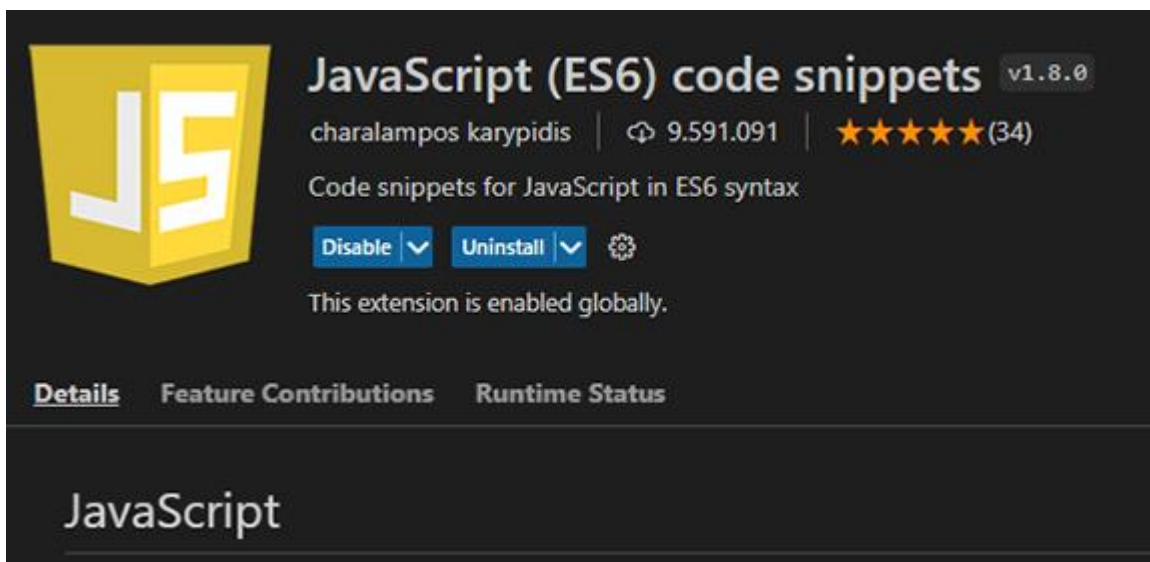 JS
JavaScript (ES6) code snippets v1.8.0
charalampos karypidis 9.591.091 (34)
Code snippets for JavaScript in ES6 syntax
Disable Uninstall
This extension is enabled globally.
Details Feature Contributions Runtime Status
JavaScript